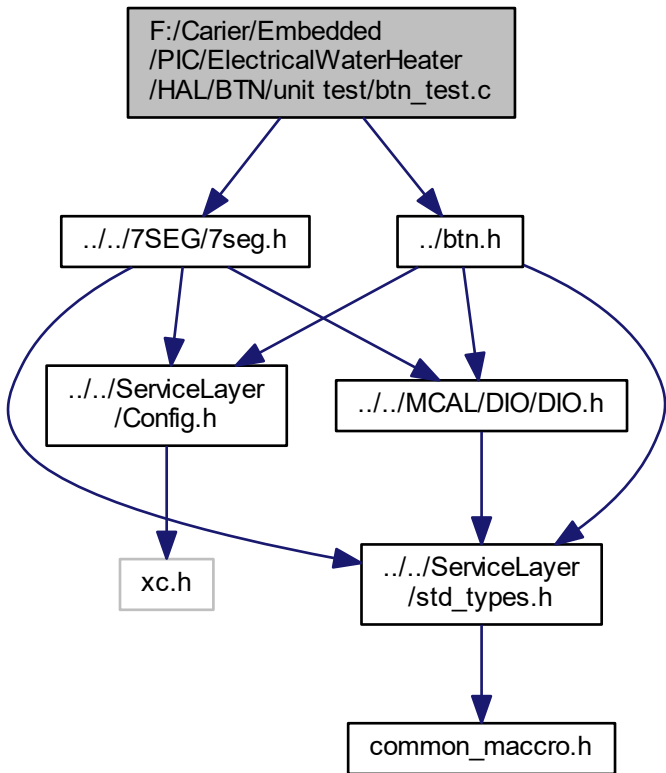 F:/Carier/Embedded
/PIC/ElectricalWaterHeater
/HAL/BTN/unit test/btn_test.c
../../7SEG/7seg.h
../btn.h
../../ServiceLayer
/Config.h
../../MCAL/DIO/DIO.h
xc.h
../../ServiceLayer
/std_types.h
common_maccro.h